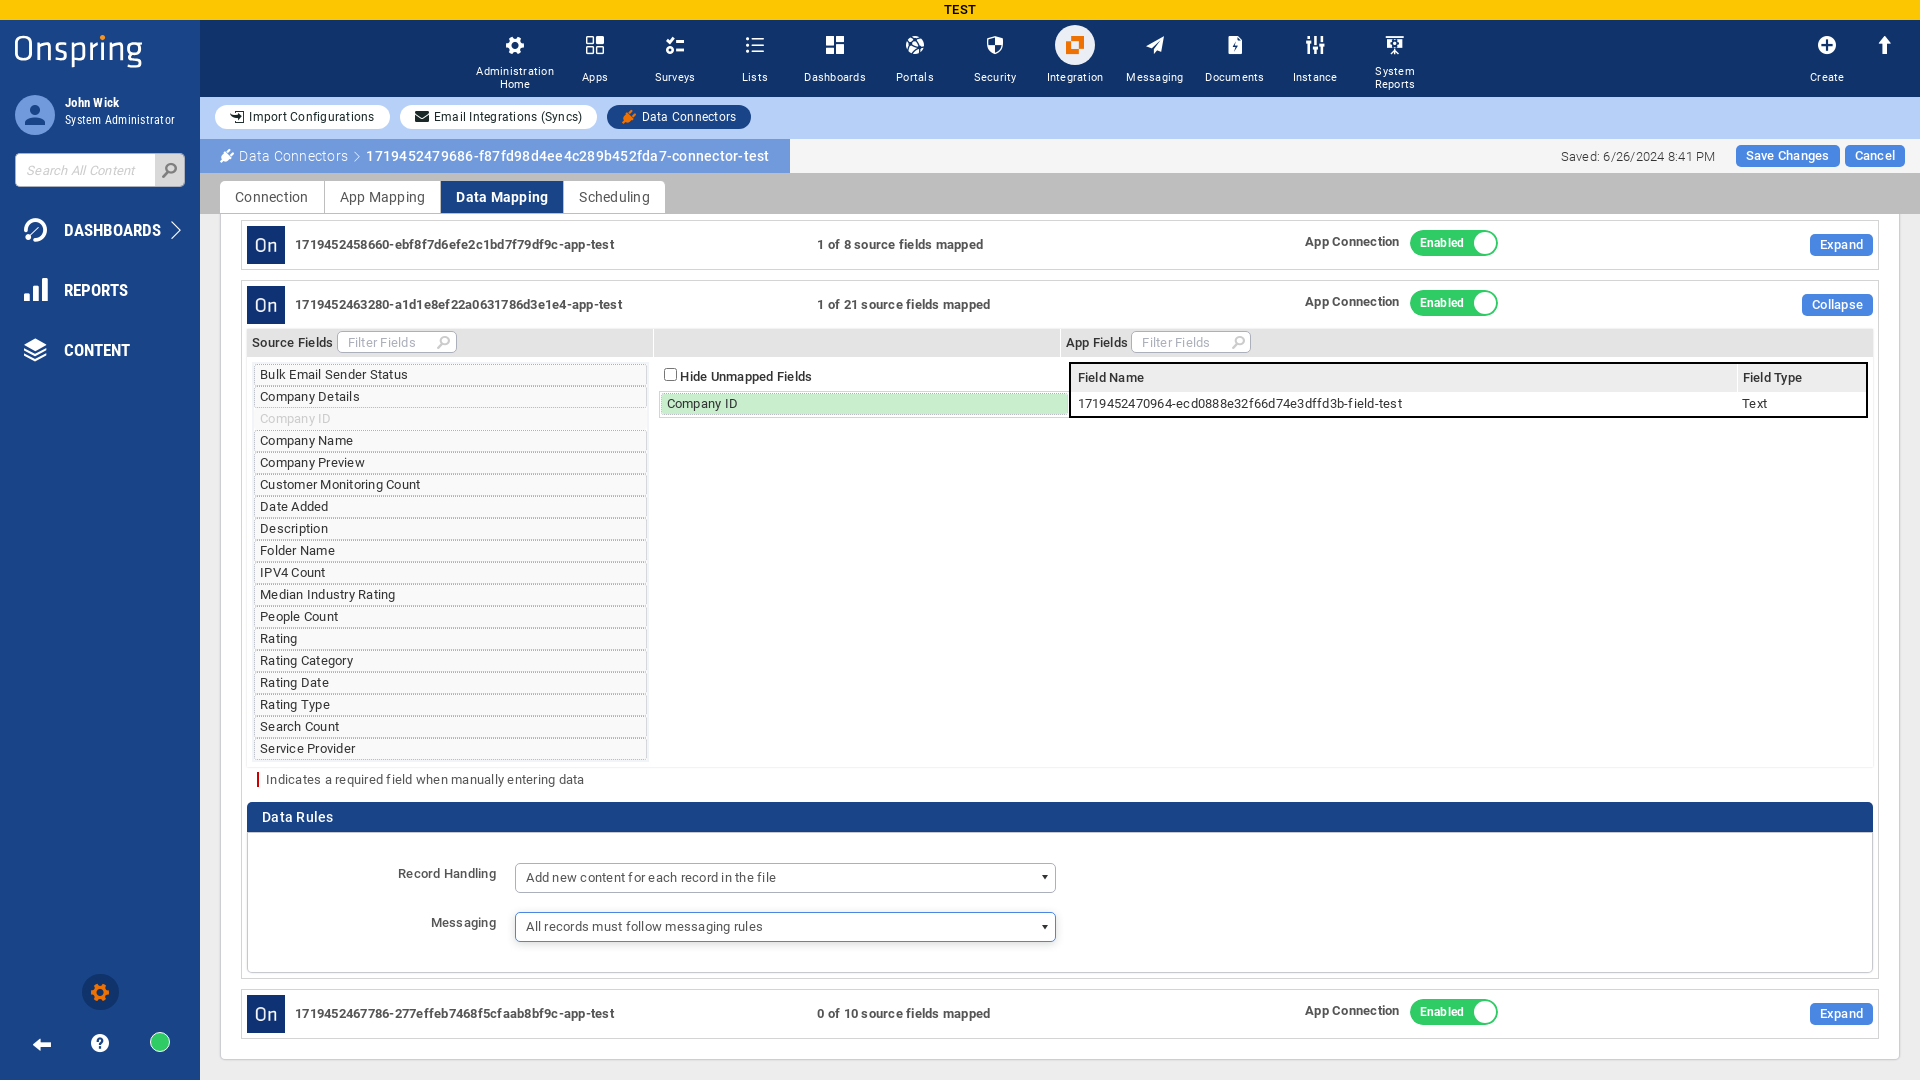 TEST
Onspring
John Wick
System Administrator
Search All Content
DASHBOARDS
REPORTS
CONTENT
Administration Home
Apps
Surveys
Lists
Dashboards
Portals
Security
Integration
Messaging
Documents
Instance
System Reports
Create
Import Configurations
Email Integrations (Syncs)
Data Connectors
Data Connectors
1719452479686-f87fd98d4ee4c289b452fda7-connector-test
Saved: 6/26/2024 8:41 PM
Save Changes
Cancel
Connection
App Mapping
Data Mapping
Scheduling
On
1719452458660-ebf8f7d6efe2c1bd7f79df9c-app-test
1 of 8 source fields mapped
App Connection
Enabled
Expand
On
1719452463280-a1d1e8ef22a0631786d3e1e4-app-test
1 of 21 source fields mapped
App Connection
Enabled
Collapse
Source Fields
Filter Fields
App Fields
Filter Fields
Bulk Email Sender Status
Company Details
Company ID
Company Name
Company Preview
Customer Monitoring Count
Date Added
Description
Folder Name
IPV4 Count
Median Industry Rating
People Count
Rating
Rating Category
Rating Date
Rating Type
Search Count
Service Provider
Hide Unmapped Fields
Company ID
Field Name
Field Type
1719452470964-ecd0888e32f66d74e3dffd3b-field-test
Text
Indicates a required field when manually entering data
Data Rules
Record Handling
Add new content for each record in the file
Messaging
All records must follow messaging rules
On
1719452467786-277effeb7468f5cfaab8bf9c-app-test
0 of 10 source fields mapped
App Connection
Enabled
Expand